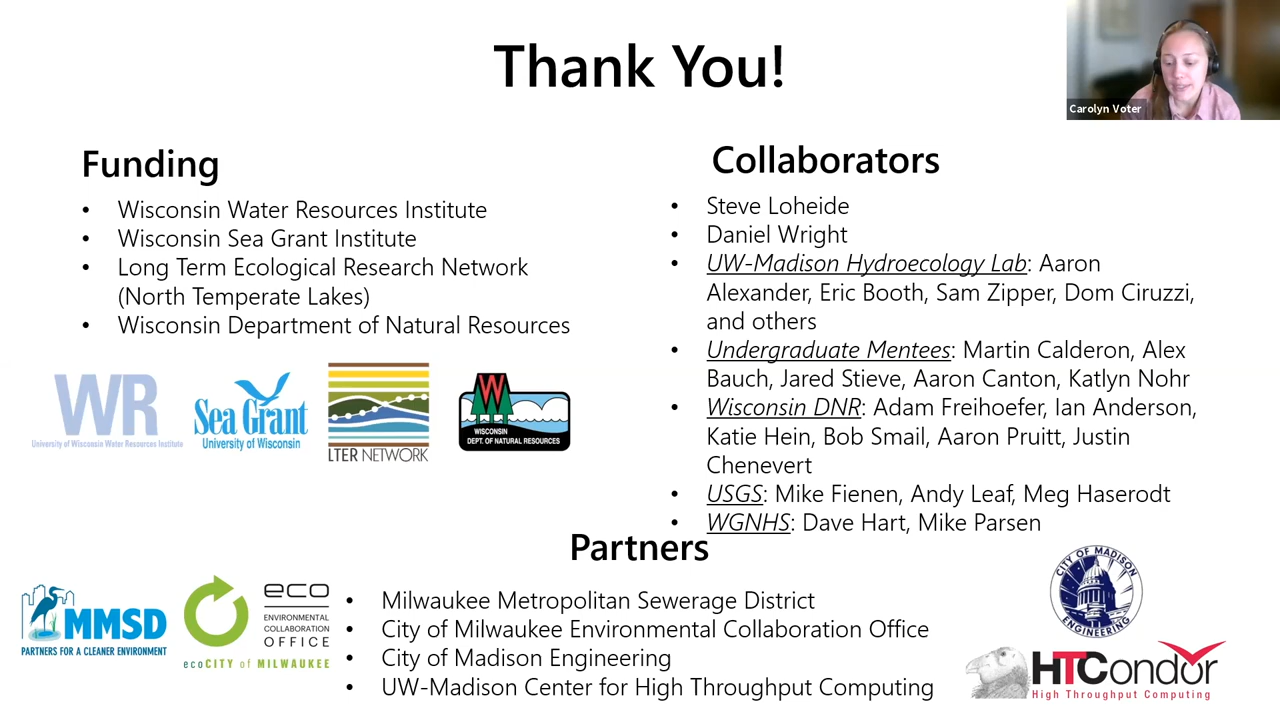 Thank You!
Carolyn Voter
Funding
• Wisconsin Water Resources Institute
• Wisconsin Sea Grant Institute
• Long Term Ecological Research Network
(North Temperate Lakes)
• Wisconsin Department of Natural Resources
WR
University of Wisconsin Water Resources Institute
Sea Grant
University of Wisconsin
LTER NETWORK
W
WISCONSIN
DEPT. OF NATURAL RESOURCES
Collaborators
• Steve Loheide
• Daniel Wright
• UW-Madison Hydroecology Lab: Aaron
Alexander, Eric Booth, Sam Zipper, Dom Ciruzzi,
and others
• Undergraduate Mentees: Martin Calderon, Alex
Bauch, Jared Stieve, Aaron Canton, Katlyn Nohr
• Wisconsin DNR: Adam Freihoefer, Ian Anderson,
Katie Hein, Bob Smail, Aaron Pruitt, Justin
Chenevert
• USGS: Mike Fienen, Andy Leaf, Meg Haserodt
• WGNHS: Dave Hart, Mike Parsen
Partners
MMSD
PARTNERS FOR A CLEANER ENVIRONMENT
eco
ENVIRONMENTAL
COLLABORATION
OFFICE
ecoCITY of MILWAUKEE
• Milwaukee Metropolitan Sewerage District
• City of Milwaukee Environmental Collaboration Office
• City of Madison Engineering
• UW-Madison Center for High Throughput Computing
CITY OF MADISON
ENGINEERING
HTCondor
High Throughput Computing